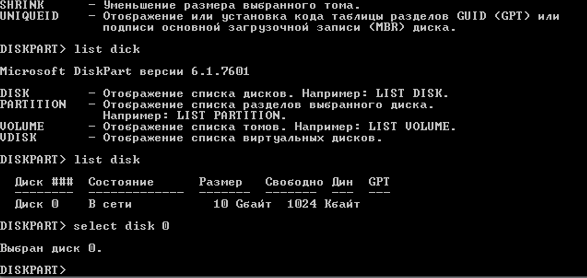 SHRINK - Уменьшение размера выбранного тома.
UNIQUEID - Отображение или установка кода таблицы разделов GUID (GPT) или
подписи основной загрузочной записи (MBR) диска.
DISKPART> list dick
Microsoft DiskPart версии 6.1.7601
DISK - Отображение списка дисков. Например: LIST DISK.
PARTITION - Отображение списка разделов выбранного диска.
Например: LIST PARTITION.
VOLUME - Отображение списка томов. Например: LIST VOLUME.
VDISK - Отображение списка виртуальных дисков.
DISKPART> list disk
Диск ### Состояние Размер Свободно Дин GPT
-------- ------------- ------- ------- --- ---
Диск 0 В сети 10 Gбайт 1024 Kбайт
DISKPART> select disk 0
Выбран диск 0.
DISKPART>